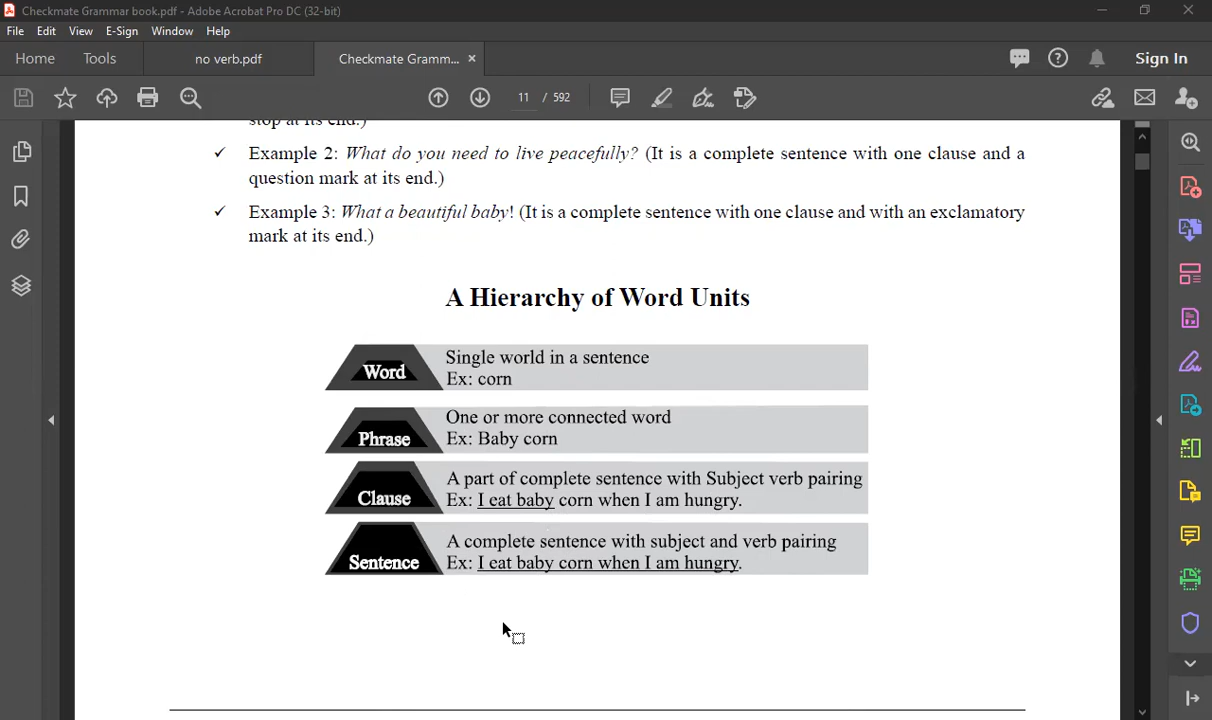 Checkmate Grammar book.pdf - Adobe Acrobat Pro DC (32-bit)
File Edit View E-Sign Window Help
Home Tools no verb.pdf Checkmate Gramm... × Sign In
11 / 592
stop at its end.)
✓ Example 2: What do you need to live peacefully? (It is a complete sentence with one clause and a
question mark at its end.)
✓ Example 3: What a beautiful baby! (It is a complete sentence with one clause and with an exclamatory
mark at its end.)
A Hierarchy of Word Units
Word
Single world in a sentence
Ex: corn
Phrase
One or more connected word
Ex: Baby corn
Clause
A part of complete sentence with Subject verb pairing
Ex: I eat baby corn when I am hungry.
Sentence
A complete sentence with subject and verb pairing
Ex: I eat baby corn when I am hungry.